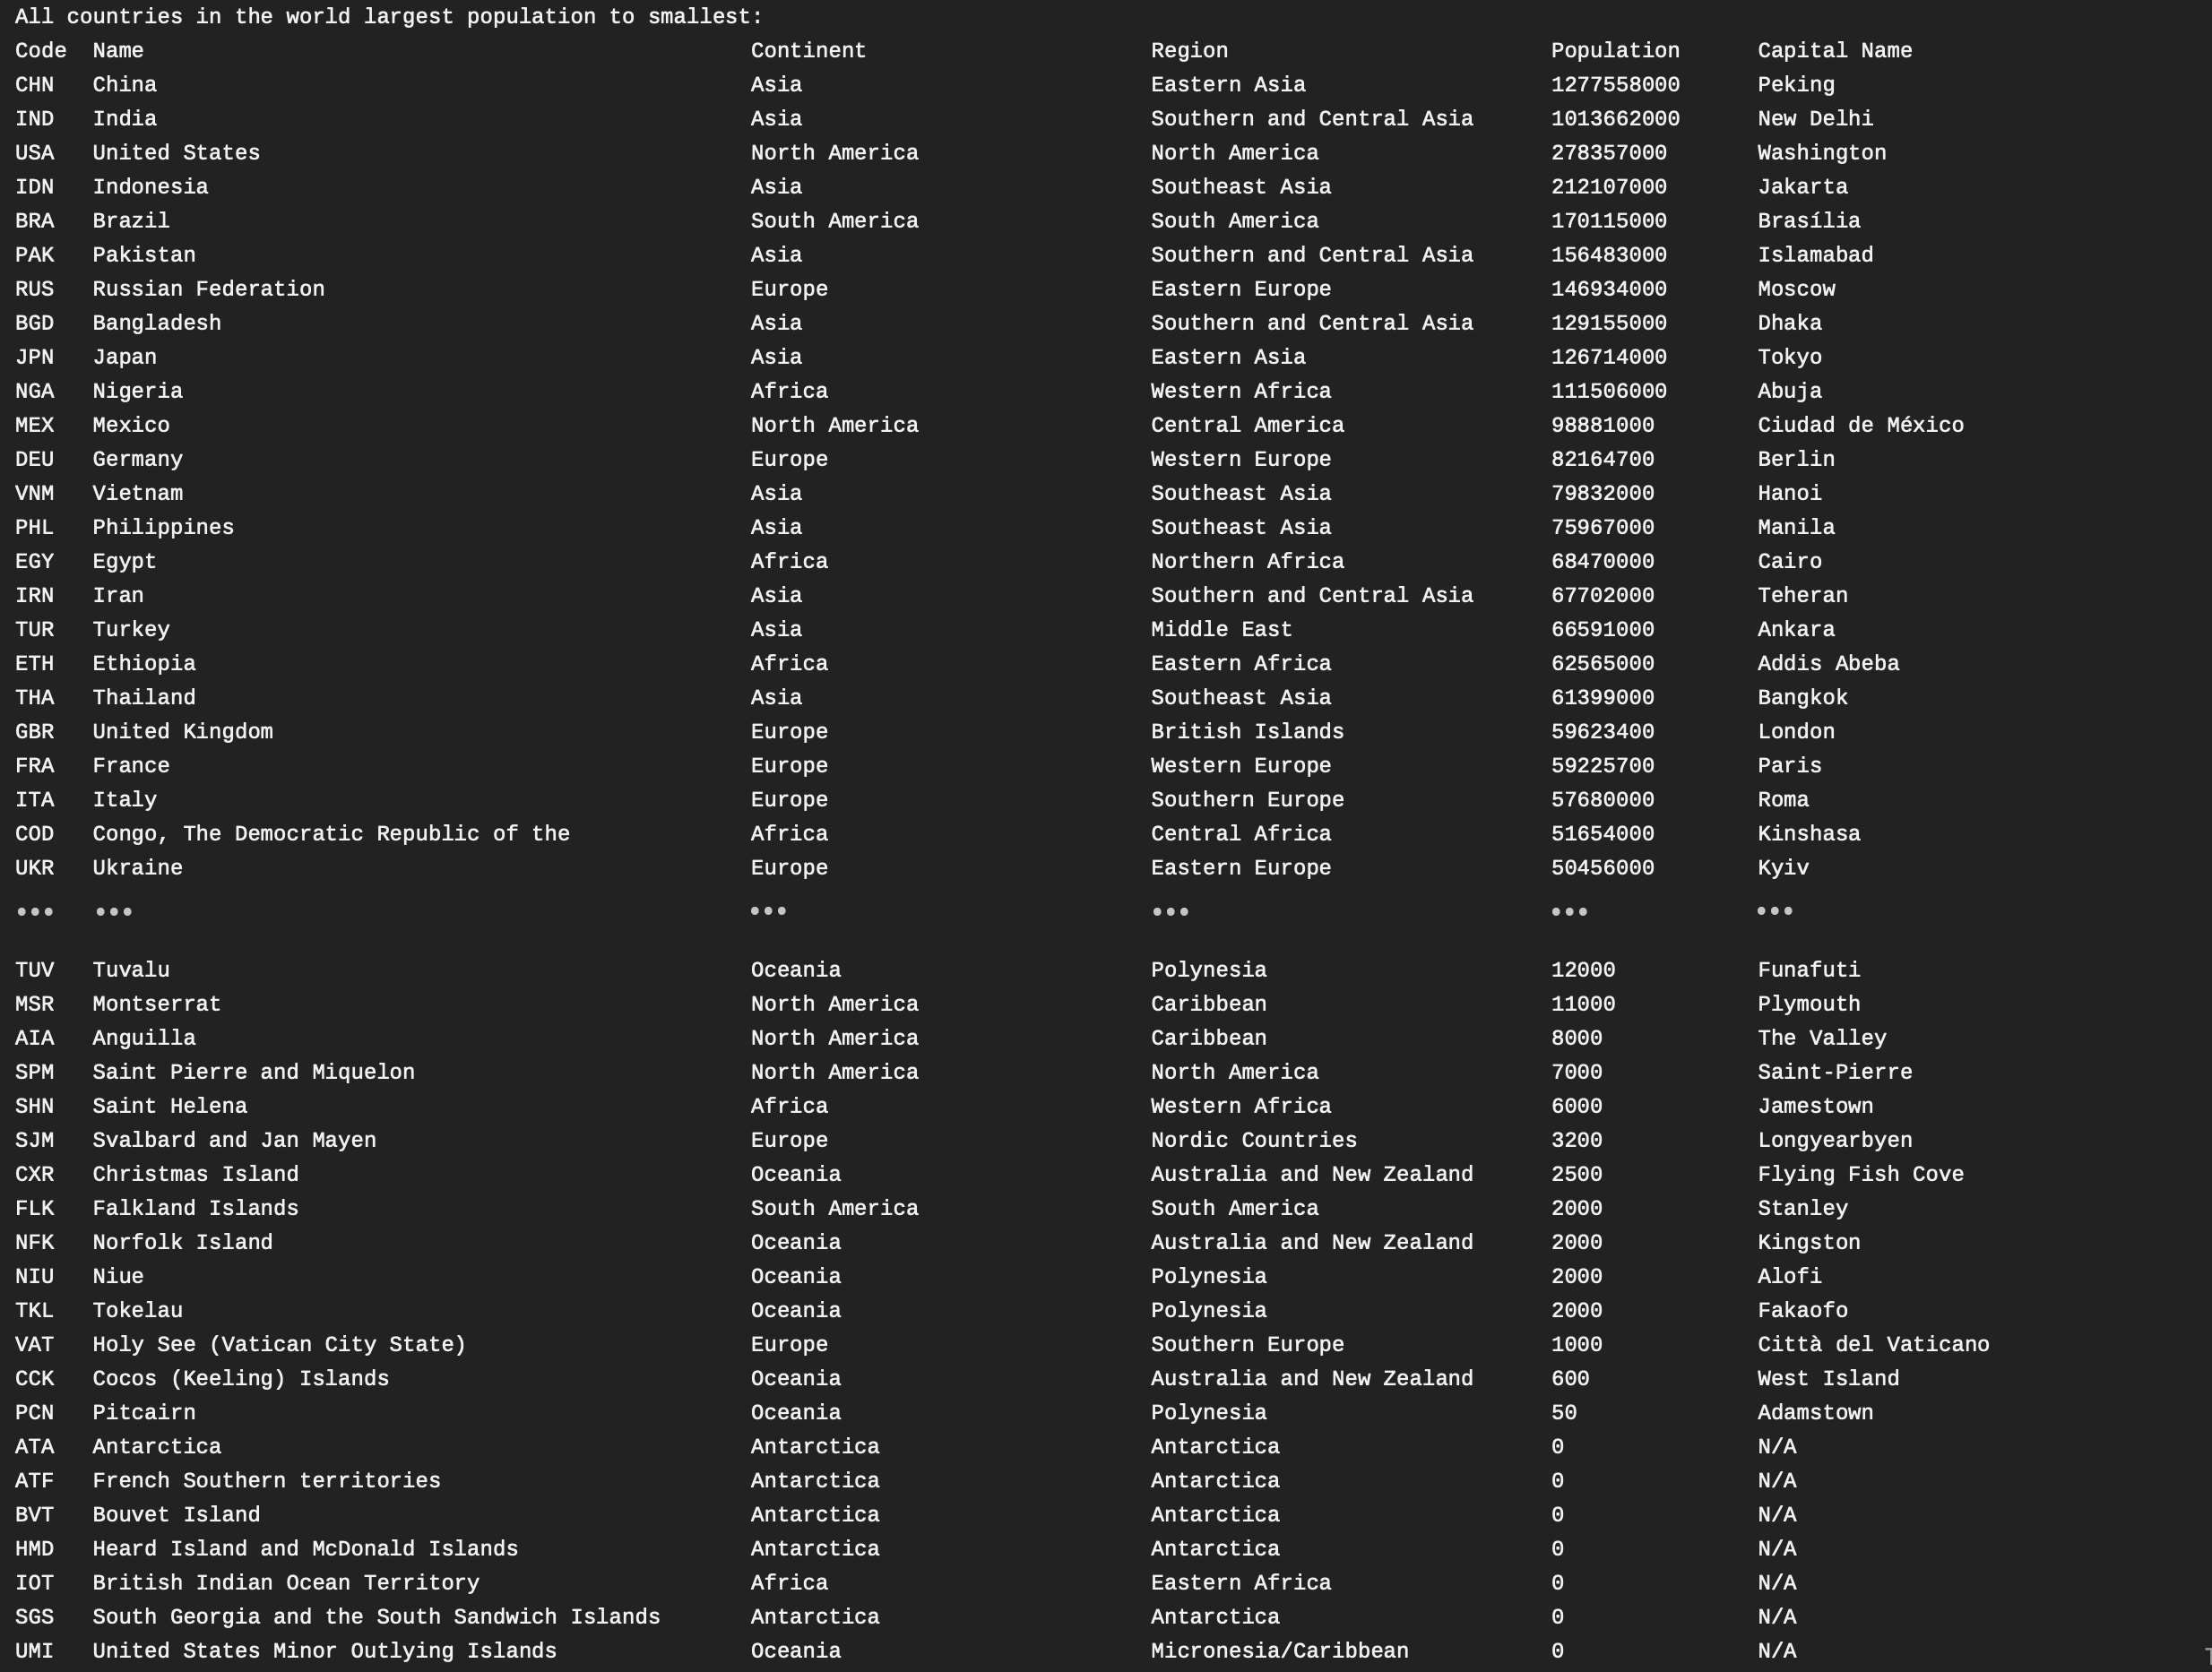 All countries in the world largest population to smallest:
Code Name Continent Region Population Capital Name
CHN China Asia Eastern Asia 1277558000 Peking
IND India Asia Southern and Central Asia 1013662000 New Delhi
USA United States North America North America 278357000 Washington
IDN Indonesia Asia Southeast Asia 212107000 Jakarta
BRA Brazil South America South America 170115000 Brasília
PAK Pakistan Asia Southern and Central Asia 156483000 Islamabad
RUS Russian Federation Europe Eastern Europe 146934000 Moscow
BGD Bangladesh Asia Southern and Central Asia 129155000 Dhaka
JPN Japan Asia Eastern Asia 126714000 Tokyo
NGA Nigeria Africa Western Africa 111506000 Abuja
MEX Mexico North America Central America 98881000 Ciudad de México
DEU Germany Europe Western Europe 82164700 Berlin
VNM Vietnam Asia Southeast Asia 79832000 Hanoi
PHL Philippines Asia Southeast Asia 75967000 Manila
EGY Egypt Africa Northern Africa 68470000 Cairo
IRN Iran Asia Southern and Central Asia 67702000 Teheran
TUR Turkey Asia Middle East 66591000 Ankara
ETH Ethiopia Africa Eastern Africa 62565000 Addis Abeba
THA Thailand Asia Southeast Asia 61399000 Bangkok
GBR United Kingdom Europe British Islands 59623400 London
FRA France Europe Western Europe 59225700 Paris
ITA Italy Europe Southern Europe 57680000 Roma
COD Congo, The Democratic Republic of the Africa Central Africa 51654000 Kinshasa
UKR Ukraine Europe Eastern Europe 50456000 Kyiv
••• ••• ••• ••• ••• •••
TUV Tuvalu Oceania Polynesia 12000 Funafuti
MSR Montserrat North America Caribbean 11000 Plymouth
AIA Anguilla North America Caribbean 8000 The Valley
SPM Saint Pierre and Miquelon North America North America 7000 Saint-Pierre
SHN Saint Helena Africa Western Africa 6000 Jamestown
SJM Svalbard and Jan Mayen Europe Nordic Countries 3200 Longyearbyen
CXR Christmas Island Oceania Australia and New Zealand 2500 Flying Fish Cove
FLK Falkland Islands South America South America 2000 Stanley
NFK Norfolk Island Oceania Australia and New Zealand 2000 Kingston
NIU Niue Oceania Polynesia 2000 Alofi
TKL Tokelau Oceania Polynesia 2000 Fakaofo
VAT Holy See (Vatican City State) Europe Southern Europe 1000 Città del Vaticano
CCK Cocos (Keeling) Islands Oceania Australia and New Zealand 600 West Island
PCN Pitcairn Oceania Polynesia 50 Adamstown
ATA Antarctica Antarctica Antarctica 0 N/A
ATF French Southern territories Antarctica Antarctica 0 N/A
BVT Bouvet Island Antarctica Antarctica 0 N/A
HMD Heard Island and McDonald Islands Antarctica Antarctica 0 N/A
IOT British Indian Ocean Territory Africa Eastern Africa 0 N/A
SGS South Georgia and the South Sandwich Islands Antarctica Antarctica 0 N/A
UMI United States Minor Outlying Islands Oceania Micronesia/Caribbean 0 N/A